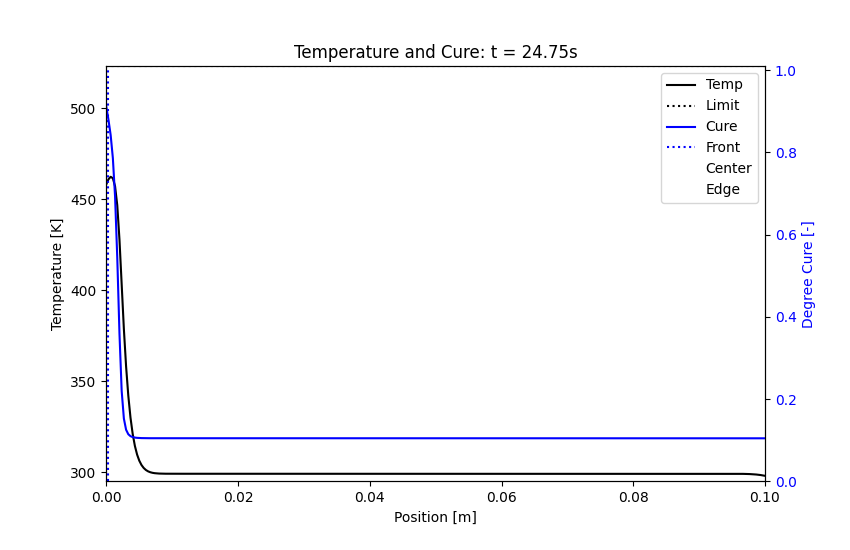 Temperature and Cure: t = 24.75s
Temp
Limit
Cure
Front
Center
Edge
500
450
400
350
300
Temperature [K]
1.0
0.8
0.6
0.4
0.2
0.0
Degree Cure [-]
0.00 0.02 0.04 0.06 0.08 0.10
Position [m]